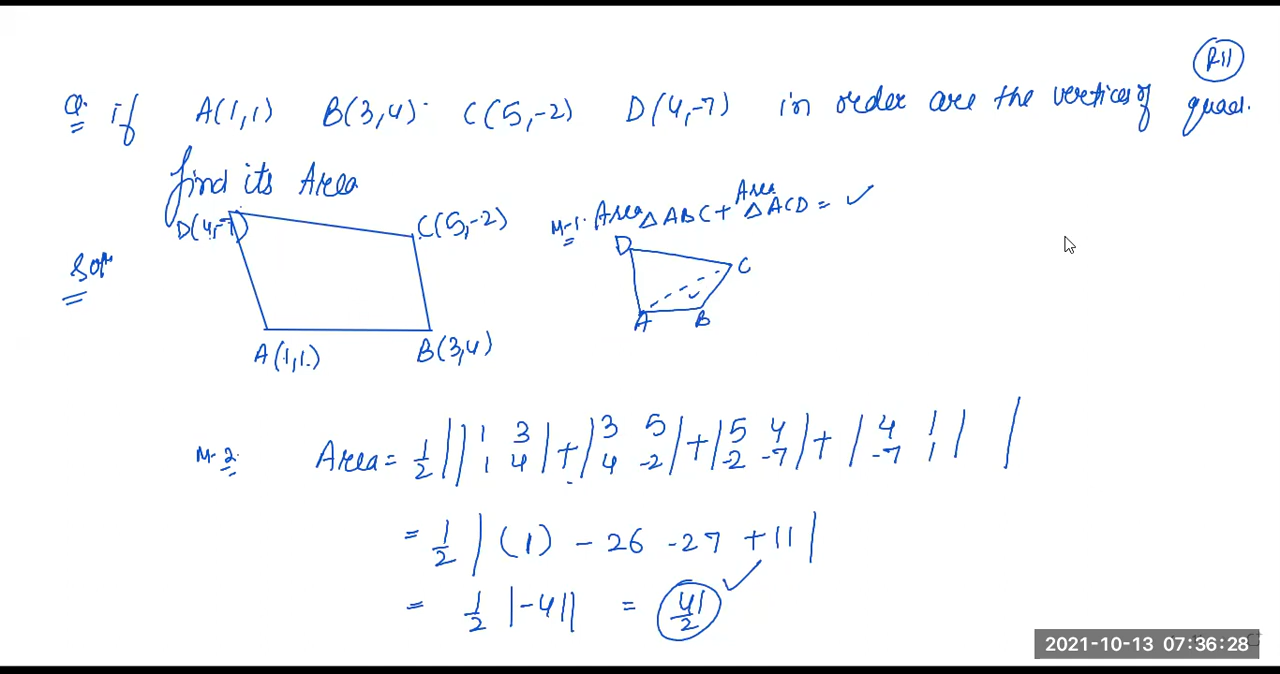 R11
Q. if A(1,1) B(3,4) C(5,-2) D(4,-7) in order are the vertices of quad.
find its Area
M-1. Area △ABC + Area △ACD = ✓
Sol
D(4,-7) C(5,-2)
A(1,1) B(3,4)
D
C
A B
M-2. Area = 1/2 | |1 3| + |3 5| + |5 4| + |4 1| |
|1 4| |4 -2| |-2 -7| |-7 1|
= 1/2 | (1) - 26 - 27 + 11 |
= 1/2 |-41| = 41/2 ✓
2021-10-13 07:36:28